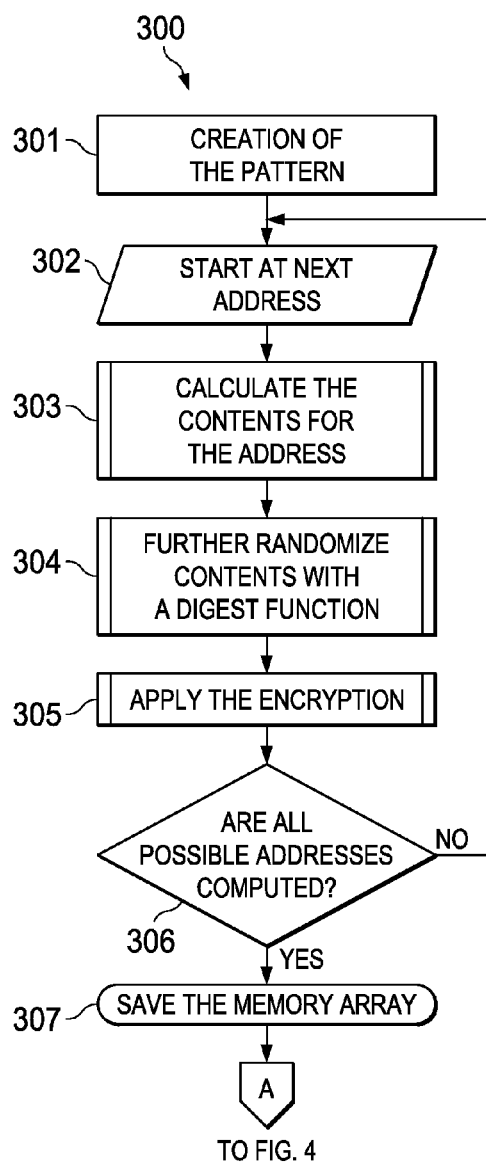 300
301
CREATION OF
THE PATTERN
302
START AT NEXT
ADDRESS
303
CALCULATE THE
CONTENTS FOR
THE ADDRESS
304
FURTHER RANDOMIZE
CONTENTS WITH
A DIGEST FUNCTION
305
APPLY THE ENCRYPTION
ARE ALL
POSSIBLE ADDRESSES
COMPUTED?
NO
306
YES
307
SAVE THE MEMORY ARRAY
A
TO FIG. 4